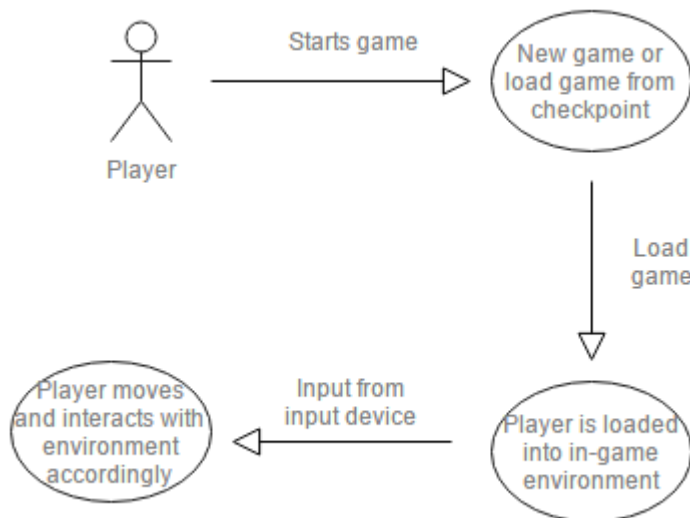 Starts game
New game or
load game from
checkpoint
Player
Load
game
Player moves
and interacts with
environment
accordingly
Input from
input device
Player is loaded
into in-game
environment